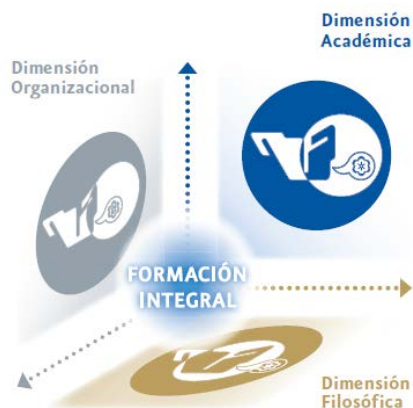 Dimensión
Académica
Dimensión
Organizacional
FORMACIÓN
INTEGRAL
Dimensión
Filosófica